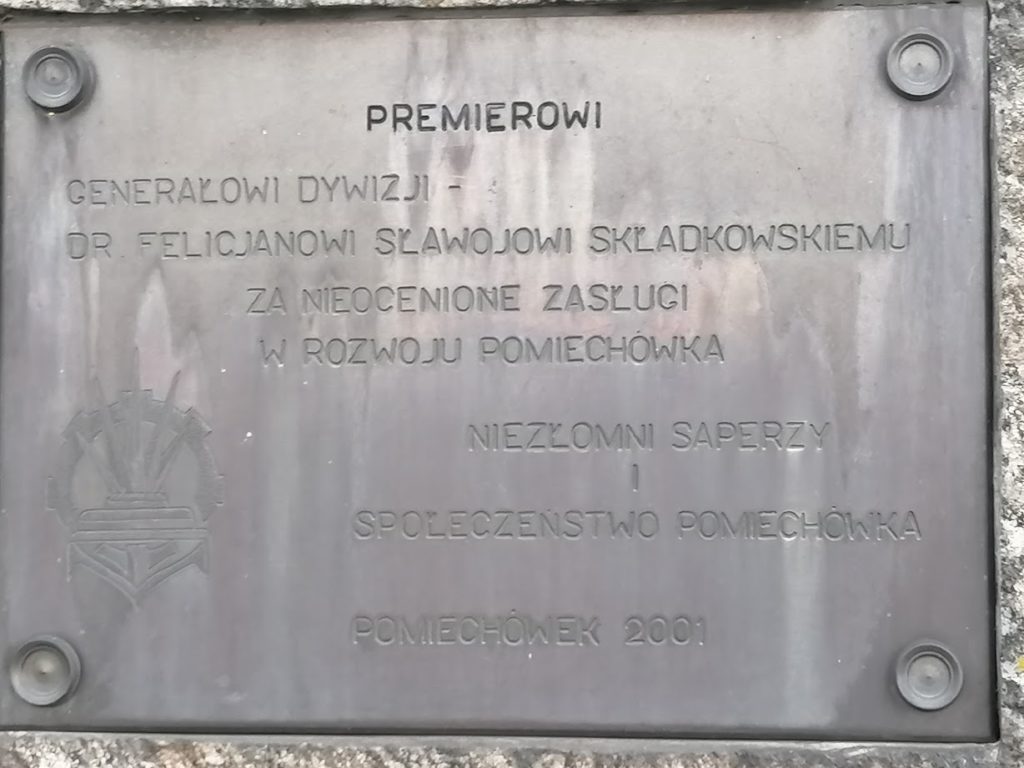 PREMIEROWI
GENERAŁOWI DYWIZJI -
DR. FELICJANOWI SŁAWOJOWI SKŁADKOWSKIEMU
ZA NIEOCENIONE ZASŁUGI
W ROZWOJU POMIECHÓWKA
NIEZŁOMNI SAPERZY
I
SPOŁECZEŃSTWO POMIECHÓWKA
POMIECHÓWEK 2001